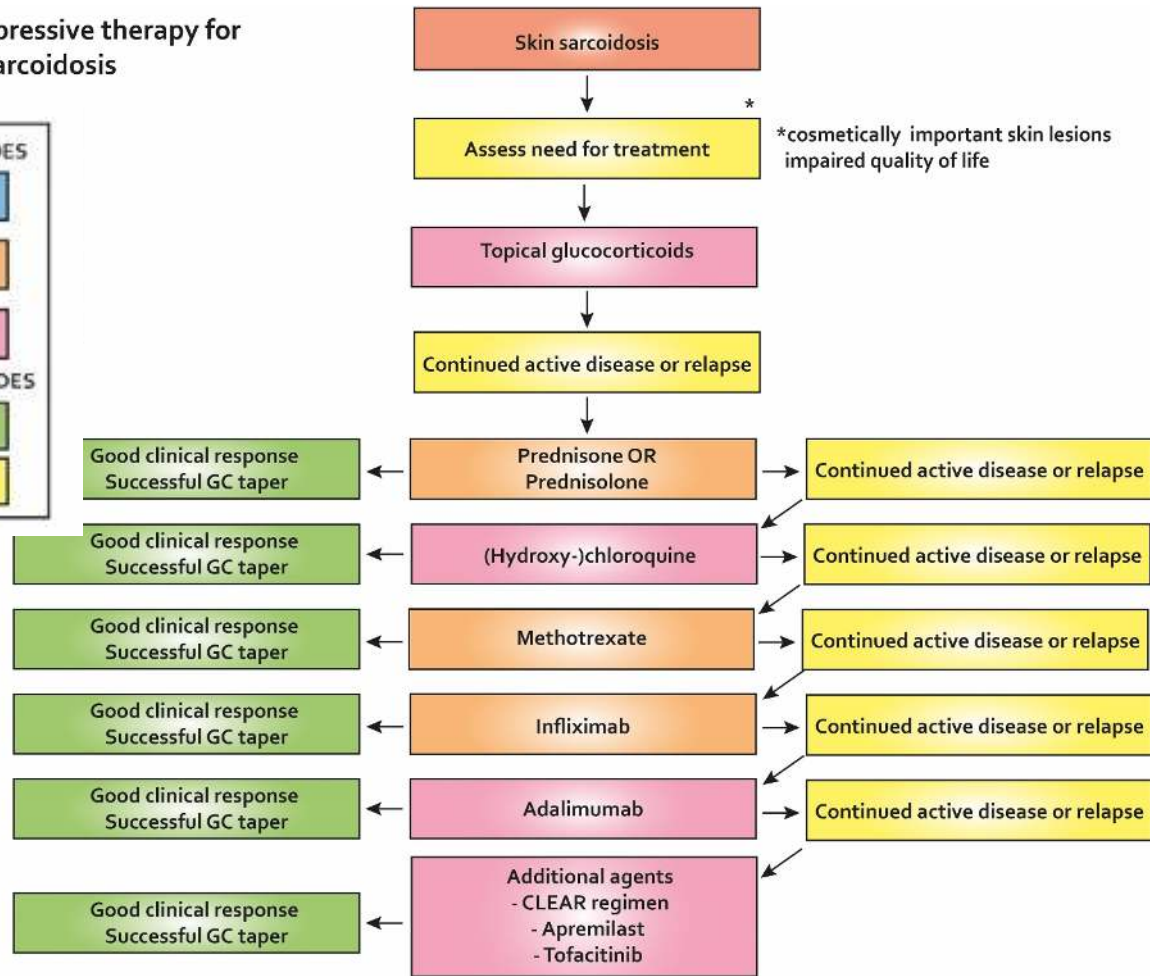 Skin sarcoidosis
*
Assess need for treatment
*cosmetically important skin lesions
impaired quality of life
Topical glucocorticoids
Continued active disease or relapse
Good clinical response
Successful GC taper
Prednisone OR
Prednisolone
Continued active disease or relapse
Good clinical response
Successful GC taper
(Hydroxy-)chloroquine
Continued active disease or relapse
Good clinical response
Successful GC taper
Methotrexate
Continued active disease or relapse
Good clinical response
Successful GC taper
Infliximab
Continued active disease or relapse
Good clinical response
Successful GC taper
Adalimumab
Continued active disease or relapse
Good clinical response
Successful GC taper
Additional agents
- CLEAR regimen
- Apremilast
- Tofacitinib
therapy for